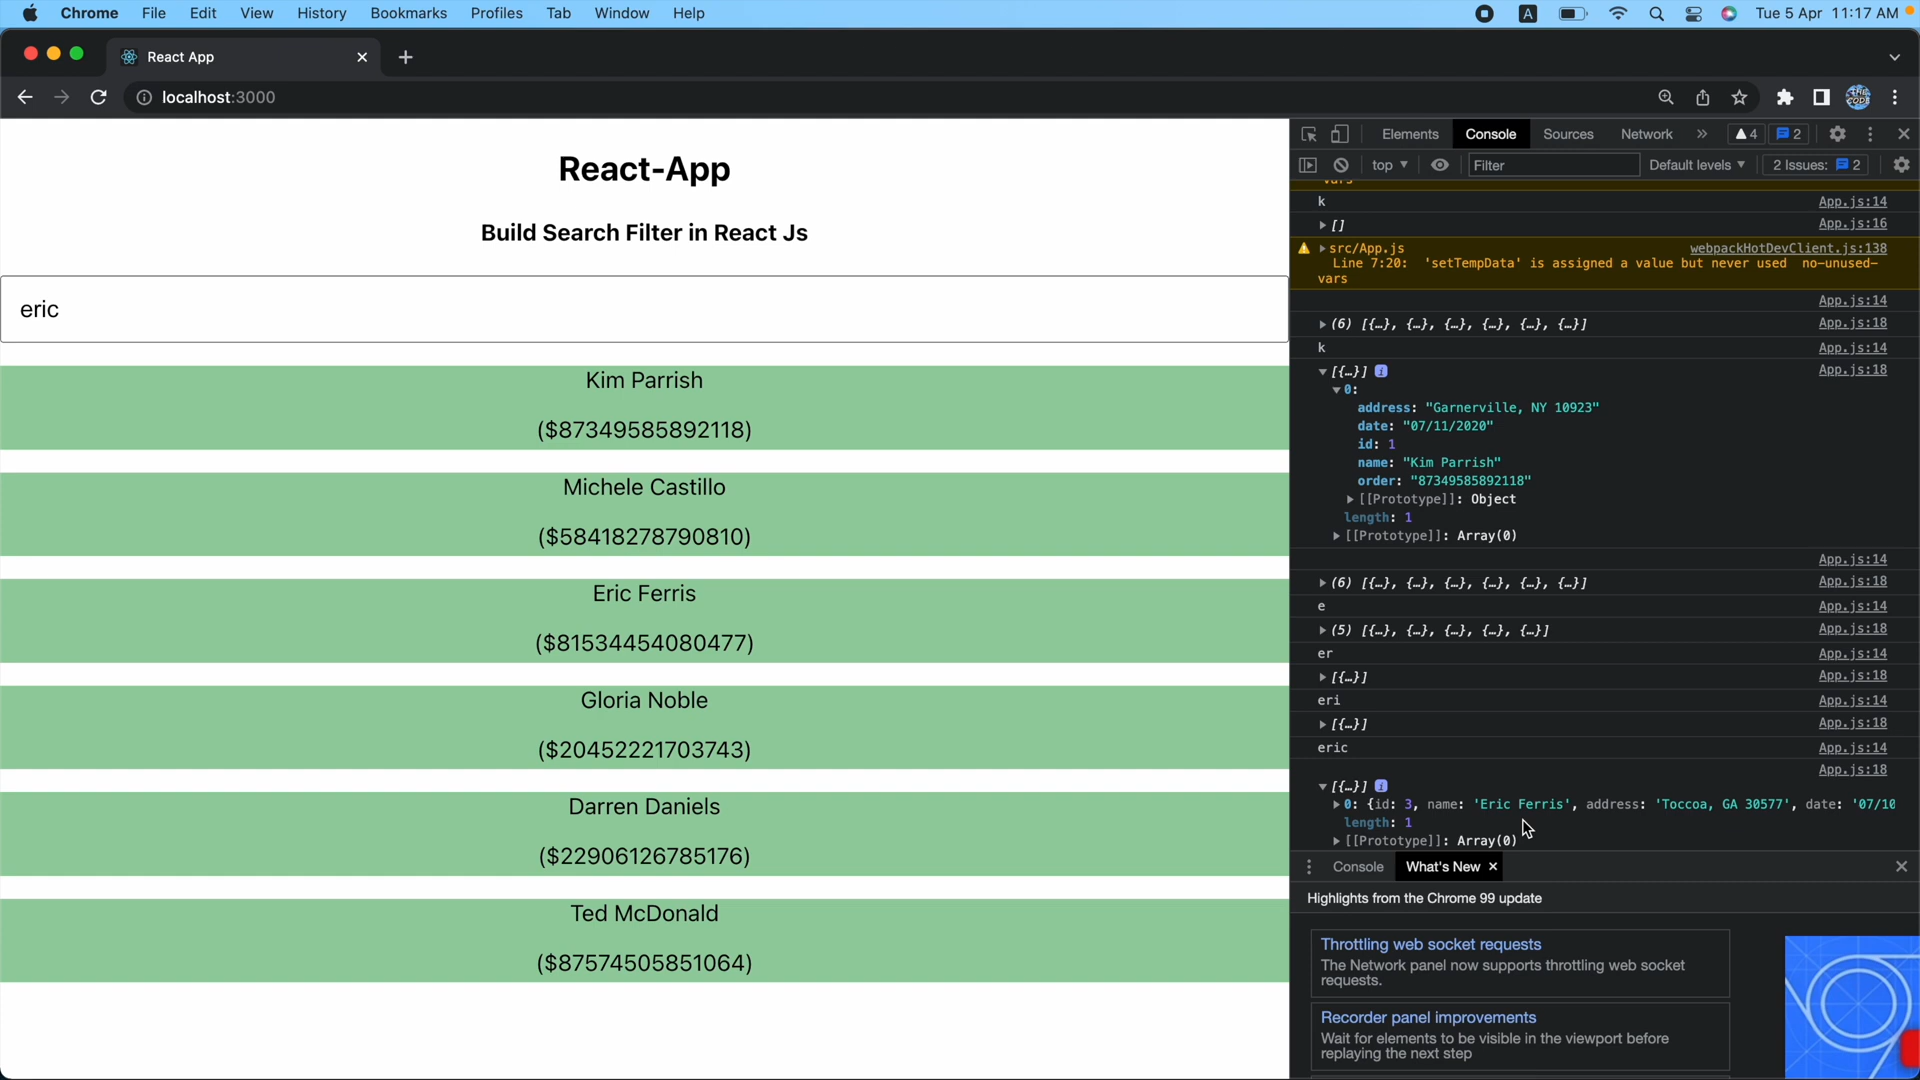 Chrome File Edit View History Bookmarks Profiles Tab Window Help A Tue 5 Apr 11:17 AM
React App
localhost:3000
React-App
Build Search Filter in React Js
eric
Kim Parrish
($87349585892118)
Michele Castillo
($58418278790810)
Eric Ferris
($81534454080477)
Gloria Noble
($20452221703743)
Darren Daniels
($22906126785176)
Ted McDonald
($87574505851064)
Elements Console Sources Network » 4 2
top Filter Default levels 2 Issues: 2
vars
k App.js:14
[] App.js:16
src/App.js webpackHotDevClient.js:138
Line 7:20: 'setTempData' is assigned a value but never used no-unused-
vars
App.js:14
(6) [{…}, {…}, {…}, {…}, {…}, {…}] App.js:18
k App.js:14
[{…}] i App.js:18
0:
address: "Garnerville, NY 10923"
date: "07/11/2020"
id: 1
name: "Kim Parrish"
order: "87349585892118"
[[Prototype]]: Object
length: 1
[[Prototype]]: Array(0)
App.js:14
(6) [{…}, {…}, {…}, {…}, {…}, {…}] App.js:18
e App.js:14
(5) [{…}, {…}, {…}, {…}, {…}] App.js:18
er App.js:14
[{…}] App.js:18
eri App.js:14
[{…}] App.js:18
eric App.js:14
App.js:18
[{…}] i
0: {id: 3, name: 'Eric Ferris', address: 'Toccoa, GA 30577', date: '07/10
length: 1
[[Prototype]]: Array(0)
Console What's New
Highlights from the Chrome 99 update
Throttling web socket requests
The Network panel now supports throttling web socket
requests.
Recorder panel improvements
Wait for elements to be visible in the viewport before
replaying the next step